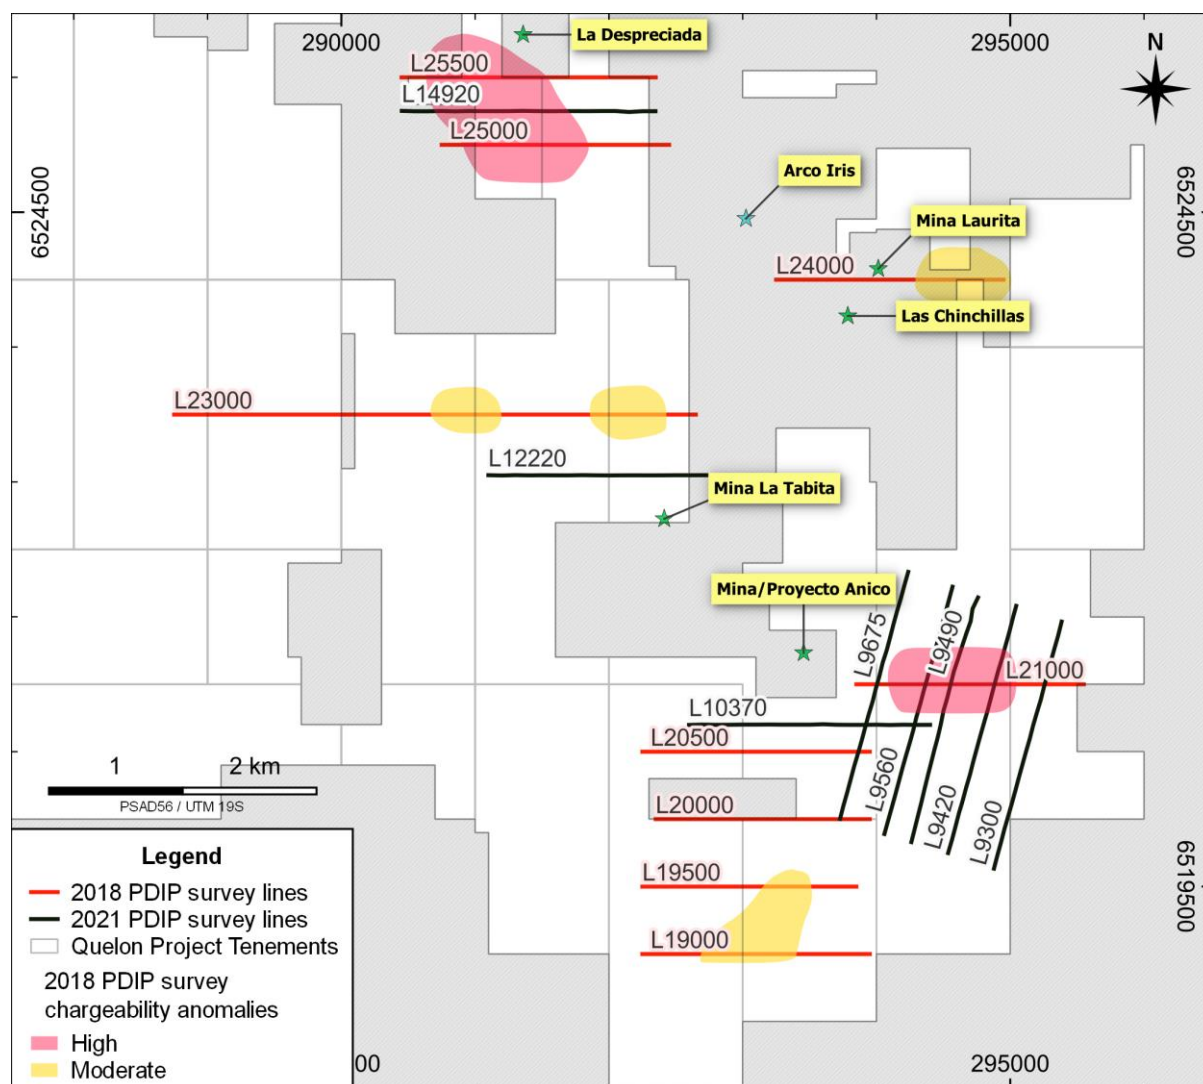 La Despreciada
290000
295000
N
L25500
L14920
L25000
Arco Iris
6524500
6524500
Mina Laurita
L24000
Las Chinchillas
L23000
L12220
Mina La Tabita
Mina/Proyecto Anico
L9675
L9490
L21000
L10370
L20500
L9560
L9420
L9300
1 2 km
PSAD56 / UTM 19S
L20000
L19500
L19000
6519500
Legend
2018 PDIP survey lines
2021 PDIP survey lines
Quelon Project Tenements
2018 PDIP survey
chargeability anomalies
High
Moderate
00
295000